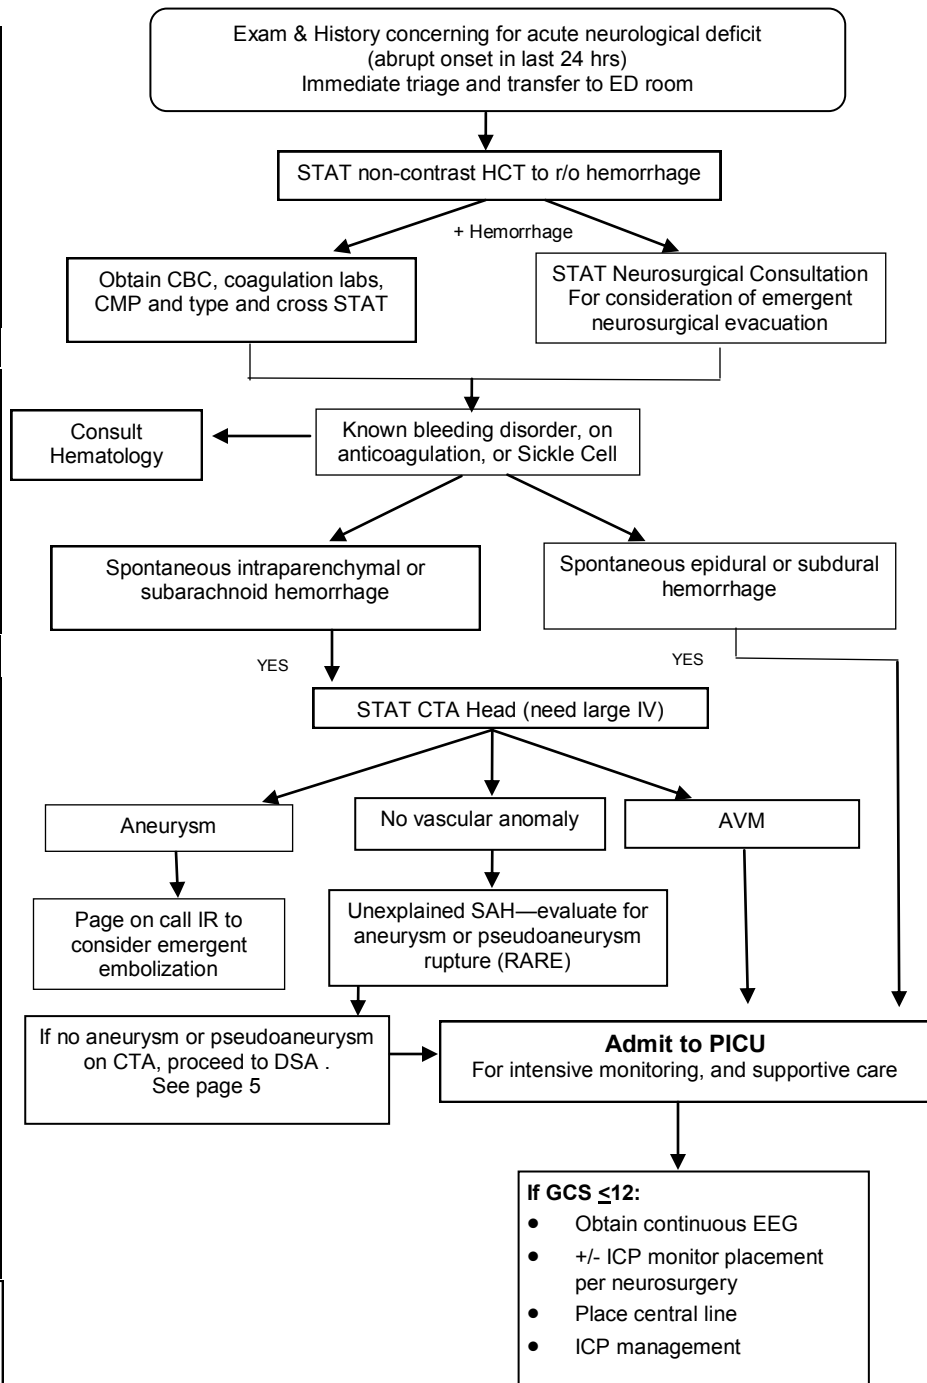 Exam & History concerning for acute neurological deficit
(abrupt onset in last 24 hrs)
Immediate triage and transfer to ED room
STAT non-contrast HCT to r/o hemorrhage
+ Hemorrhage
Obtain CBC, coagulation labs,
CMP and type and cross STAT
STAT Neurosurgical Consultation
For consideration of emergent
neurosurgical evacuation
Consult
Hematology
Known bleeding disorder, on
anticoagulation, or Sickle Cell
Spontaneous intraparenchymal or
subarachnoid hemorrhage
Spontaneous epidural or subdural
hemorrhage
YES
YES
STAT CTA Head (need large IV)
Aneurysm
No vascular anomaly
AVM
Page on call IR to
consider emergent
embolization
Unexplained SAH—evaluate for
aneurysm or pseudoaneurysm
rupture (RARE)
If no aneurysm or pseudoaneurysm
on CTA, proceed to DSA .
See page 5
Admit to PICU
For intensive monitoring, and supportive care
If GCS ≤12:
● Obtain continuous EEG
● +/- ICP monitor placement
per neurosurgery
● Place central line
● ICP management